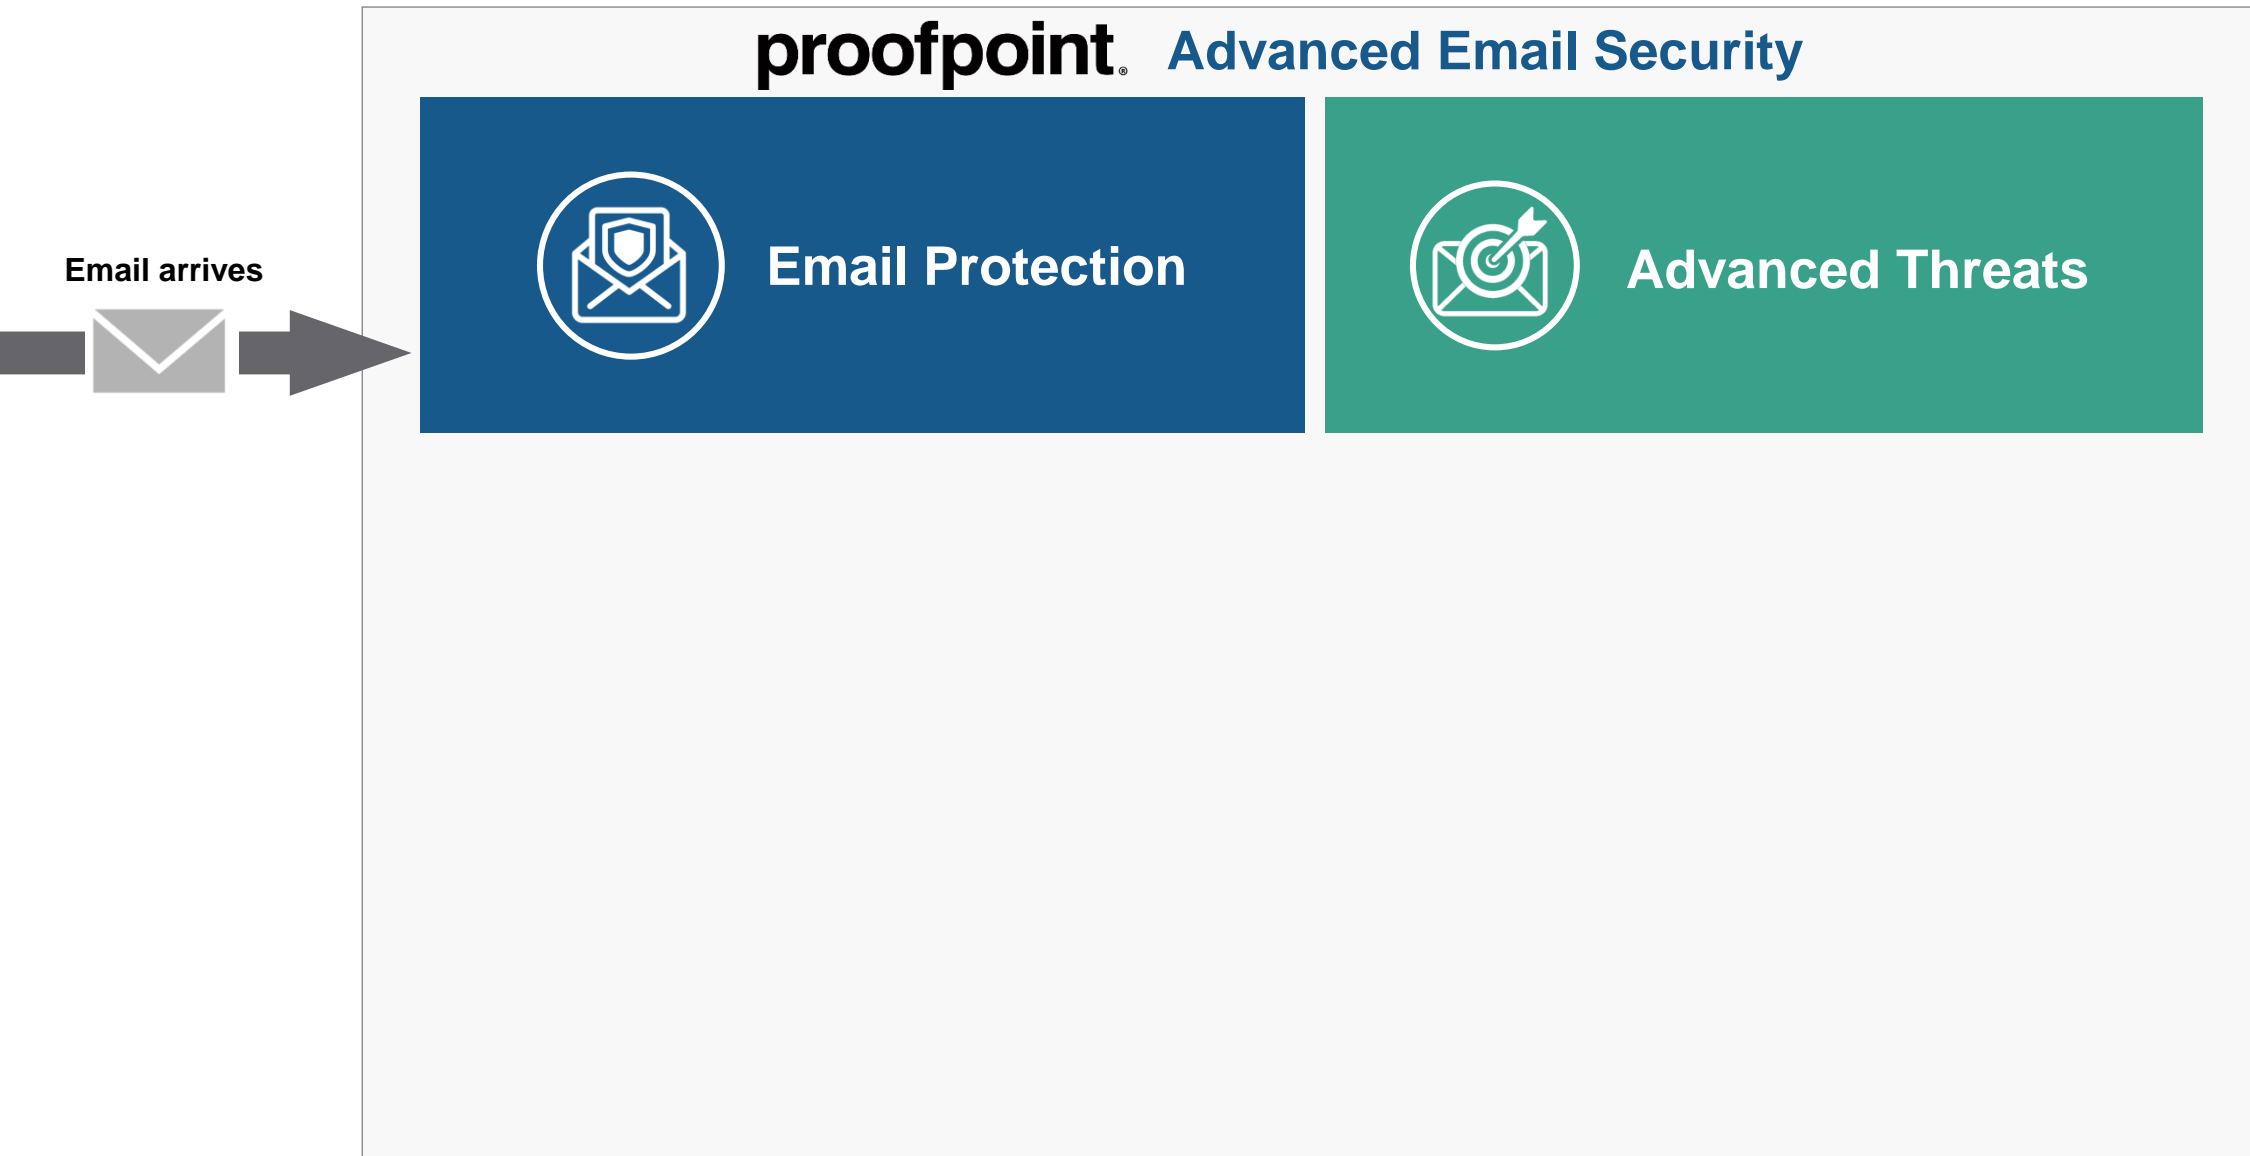 proofpoint® Advanced Email Security
Email arrives
Email Protection
Advanced Threats